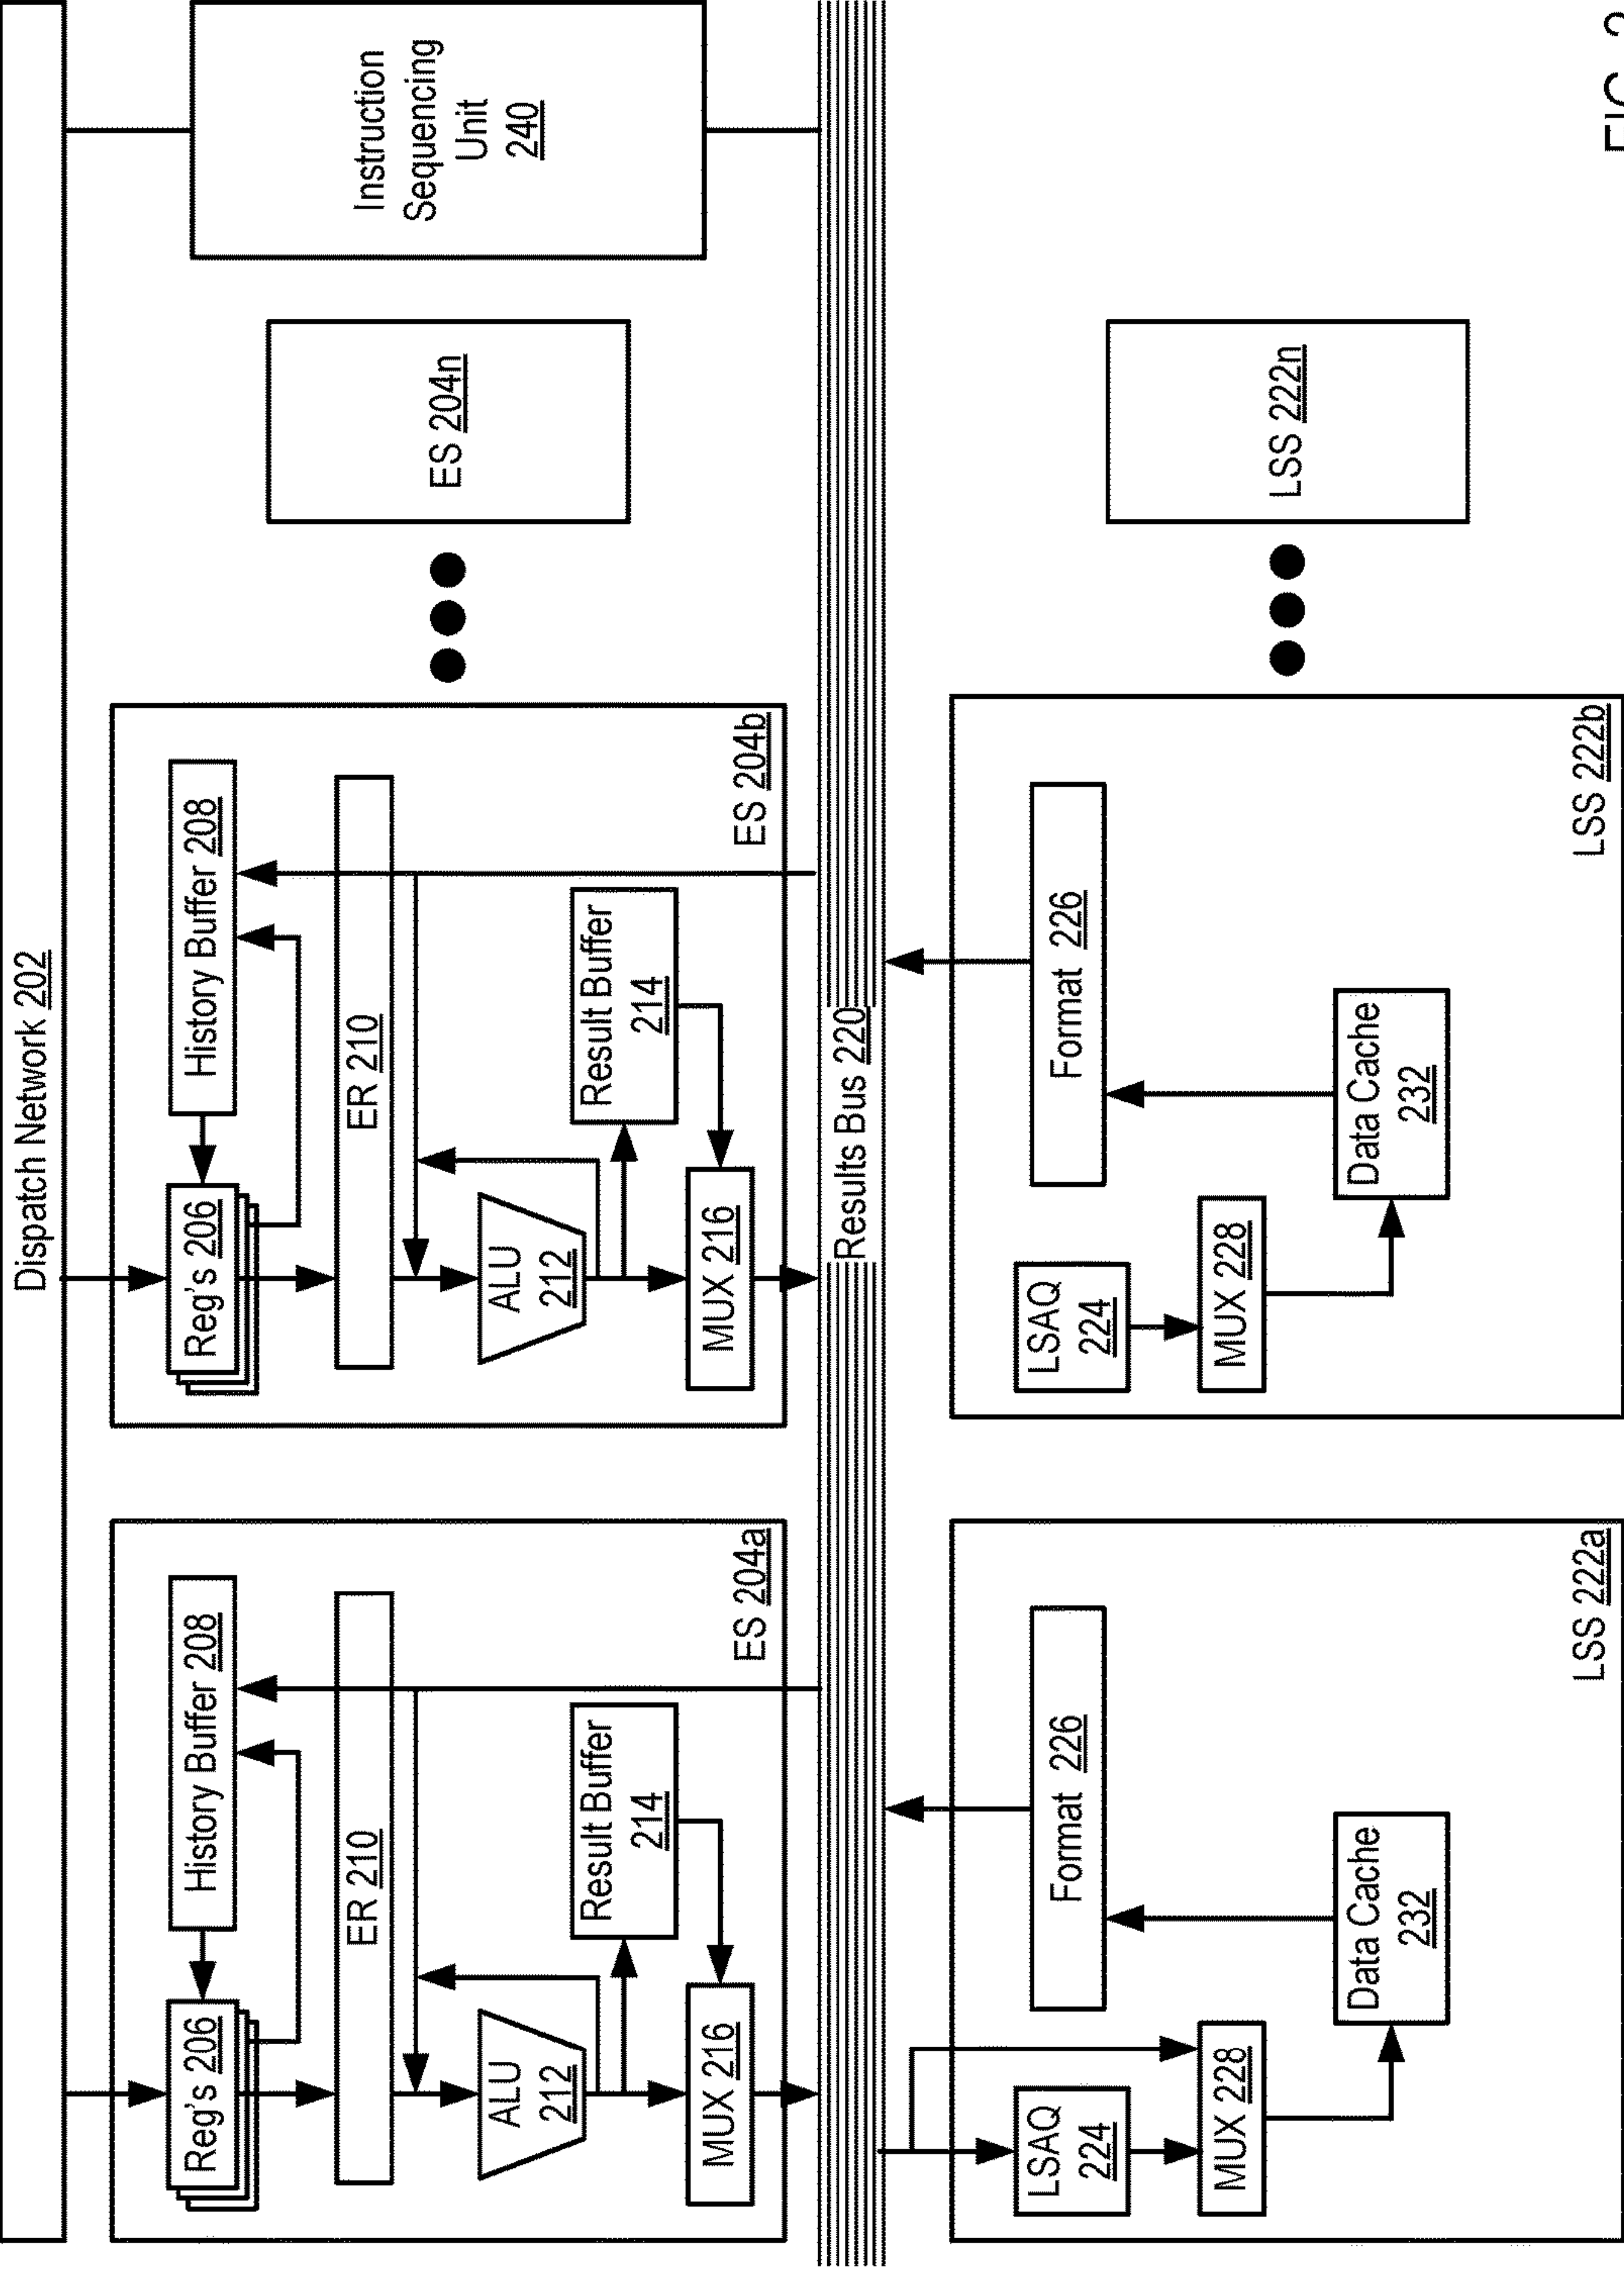 Dispatch Network 202
Reg's 206
History Buffer 208
ER 210
ALU
212
Result Buffer
214
MUX 216
ES 204a
Reg's 206
History Buffer 208
ER 210
ALU
212
Result Buffer
214
MUX 216
ES 204b
ES 204n
Instruction
Sequencing
Unit
240
Results Bus 220
LSAQ
224
MUX 228
Format 226
Data Cache
232
LSS 222a
LSAQ
224
MUX 228
Format 226
Data Cache
232
LSS 222b
LSS 222n